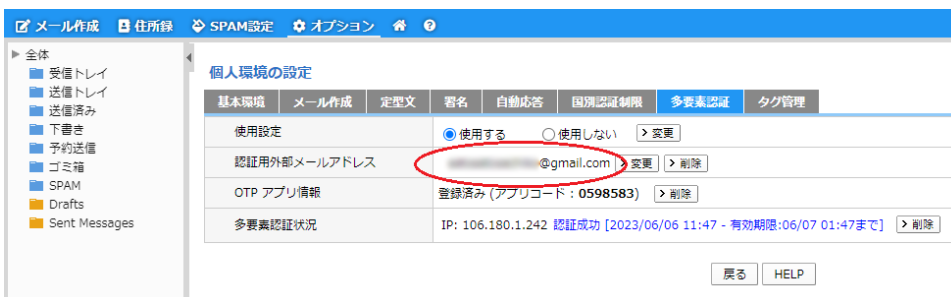 メール作成 住所録 SPAM設定 オプション
全体
受信トレイ
送信トレイ
送信済み
下書き
予約送信
ゴミ箱
SPAM
Drafts
Sent Messages
個人環境の設定
基本環境 メール作成 定型文 署名 自動応答 国別認証制限 多要素認証 タグ管理
使用設定 使用する 使用しない 変更
認証用外部メールアドレス @gmail.com 変更 削除
OTP アプリ情報 登録済み (アプリコード : 0598583) 削除
多要素認証状況 IP: 106.180.1.242 認証成功 [2023/06/06 11:47 - 有効期限:06/07 01:47まで] 削除
戻る HELP